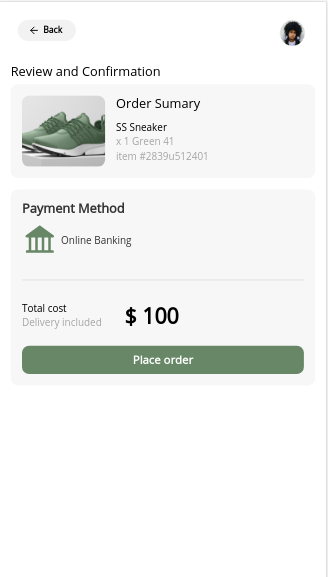 Back
Review and Confirmation
Order Sumary
SS Sneaker
x 1 Green 41
item #2839u512401
Payment Method
Online Banking
Total cost
Delivery included
$ 100
Place order